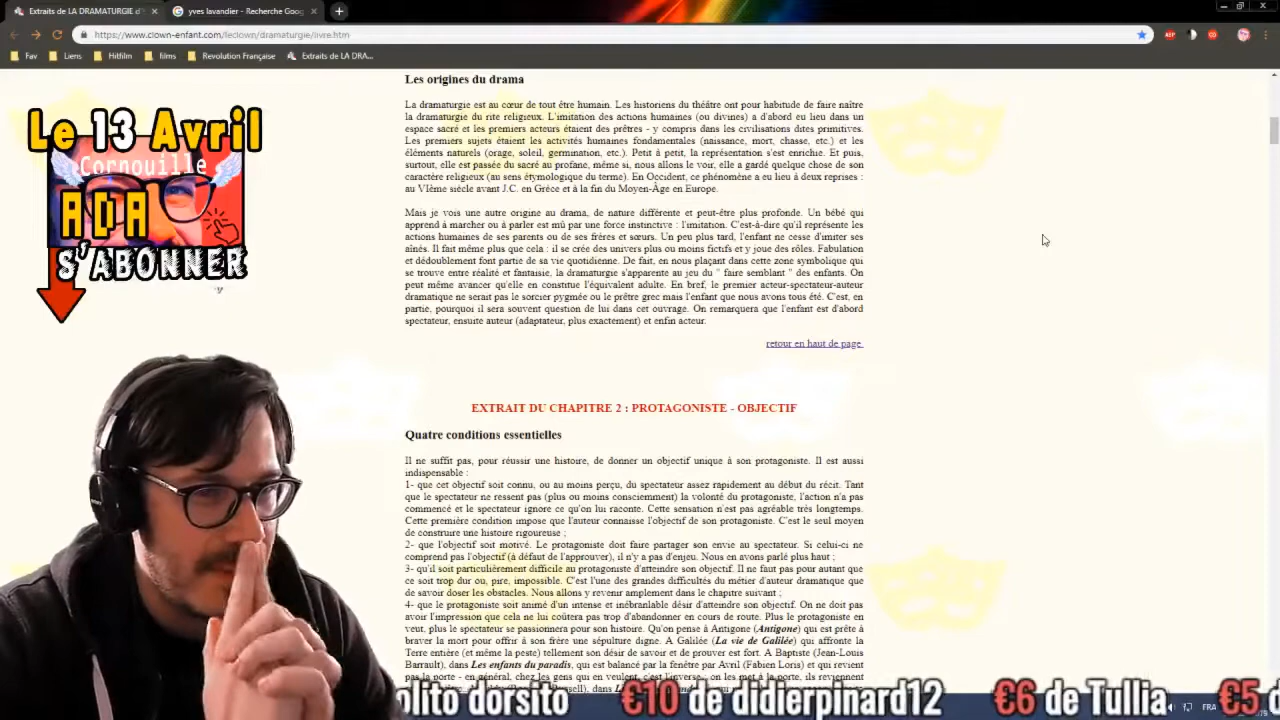 Extraits de LA DRAMATURGIE d
yves lavandier - Recherche Goog
https://www.clown-enfant.com/leclown/dramaturgie/livre.htm
Fav
Liens
Hitfilm
films
Revolution Française
Extraits de LA DRA...
Le 13 Avril
Cornouille
ADA
S'ABONNER
Les origines du drama
La dramaturgie est au cœur de tout être humain. Les historiens du théâtre ont pour habitude de faire naître
la dramaturgie du rite religieux. L'imitation des actions humaines (ou divines) a d'abord eu lieu dans un
espace sacré et les premiers acteurs étaient des prêtres - y compris dans les civilisations dites primitives.
Les premiers sujets étaient les activités humaines fondamentales (naissance, mort, chasse, etc.) et les
éléments naturels (orage, soleil, germination, etc.). Petit à petit, la représentation s'est enrichie. Et puis,
surtout, elle est passée du sacré au profane, même si, nous allons le voir, elle a gardé quelque chose de son
caractère religieux (au sens étymologique du terme). En Occident, ce phénomène a eu lieu à deux reprises :
au VIème siècle avant J.C. en Grèce et à la fin du Moyen-Âge en Europe.
Mais je vois une autre origine au drama, de nature différente et peut-être plus profonde. Un bébé qui
apprend à marcher ou à parler est mû par une force instinctive : l'imitation. C'est-à-dire qu'il représente les
actions humaines de ses parents ou de ses frères et sœurs. Un peu plus tard, l'enfant ne cesse d'imiter ses
aînés. Il fait même plus que cela : il se crée des univers plus ou moins fictifs et y joue des rôles. Fabulation
et dédoublement font partie de sa vie quotidienne. De fait, en nous plaçant dans cette zone symbolique qui
se trouve entre réalité et fantaisie, la dramaturgie s'apparente au jeu du " faire semblant " des enfants. On
peut même avancer qu'elle en constitue l'équivalent adulte. En bref, le premier acteur-spectateur-auteur
dramatique ne serait pas le sorcier pygmée ou le prêtre grec mais l'enfant que nous avons tous été. C'est, en
partie, pourquoi il sera souvent question de lui dans cet ouvrage. On remarquera que l'enfant est d'abord
spectateur, ensuite auteur (adaptateur, plus exactement) et enfin acteur.
retour en haut de page
EXTRAIT DU CHAPITRE 2 : PROTAGONISTE - OBJECTIF
Quatre conditions essentielles
Il ne suffit pas, pour réussir une histoire, de donner un objectif unique à son protagoniste. Il est aussi
indispensable :
1- que cet objectif soit connu, ou au moins perçu, du spectateur assez rapidement au début du récit. Tant
que le spectateur ne ressent pas (plus ou moins consciemment) la volonté du protagoniste, l'action n'a pas
commencé et le spectateur ignore ce qu'on lui raconte. Cette sensation n'est pas agréable très longtemps.
Cette première condition impose que l'auteur connaisse l'objectif de son protagoniste. C'est le seul moyen
de construire une histoire rigoureuse ;
2- que l'objectif soit motivé. Le protagoniste doit faire partager son envie au spectateur. Si celui-ci ne
comprend pas l'objectif (à défaut de l'approuver), il n'y a pas d'enjeu. Nous en avons parlé plus haut ;
3- qu'il soit particulièrement difficile au protagoniste d'atteindre son objectif. Il ne faut pas pour autant que
ce soit trop dur ou, pire, impossible. C'est l'une des grandes difficultés du métier d'auteur dramatique que
de savoir doser les obstacles. Nous allons y revenir amplement dans le chapitre suivant ;
4- que le protagoniste soit animé d'un intense et inébranlable désir d'atteindre son objectif. On ne doit pas
avoir l'impression que cela ne lui coûtera pas trop d'abandonner en cours de route. Plus le protagoniste en
veut, plus le spectateur se passionnera pour son histoire. Qu'on pense à Antigone (Antigone) qui est prête à
braver la mort pour offrir à son frère une sépulture digne. A Galilée (La vie de Galilée) qui affronte la
Terre entière (et même la peste) tellement son désir de savoir et de prouver est fort. A Baptiste (Jean-Louis
Barrault), dans Les enfants du paradis, qui est balancé par la fenêtre par Avril (Fabien Loris) et qui revient
pas la porte - en général, chez les gens qui en veulent, c'est l'inverse : on les met à la porte, ils reviennent
olito dorsito €10 de didierpinard12 €6 de Tullia €5 d
FRA